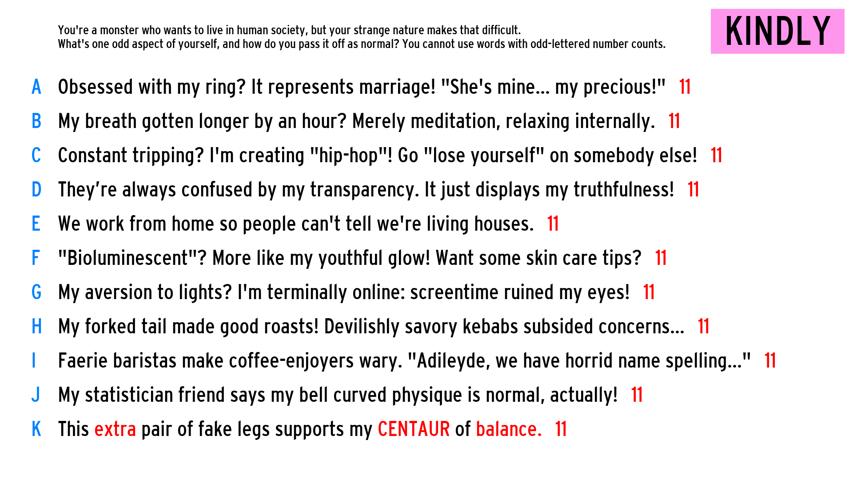 You're a monster who wants to live in human society, but your strange nature makes that difficult.
What's one odd aspect of yourself, and how do you pass it off as normal? You cannot use words with odd-lettered number counts.
KINDLY
A Obsessed with my ring? It represents marriage! "She's mine... my precious!" 11
B My breath gotten longer by an hour? Merely meditation, relaxing internally. 11
C Constant tripping? I'm creating "hip-hop"! Go "lose yourself" on somebody else! 11
D They’re always confused by my transparency. It just displays my truthfulness! 11
E We work from home so people can't tell we're living houses. 11
F "Bioluminescent"? More like my youthful glow! Want some skin care tips? 11
G My aversion to lights? I'm terminally online: screentime ruined my eyes! 11
H My forked tail made good roasts! Devilishly savory kebabs subsided concerns... 11
I Faerie baristas make coffee-enjoyers wary. "Adileyde, we have horrid name spelling..." 11
J My statistician friend says my bell curved physique is normal, actually! 11
K This extra pair of fake legs supports my CENTAUR of balance. 11